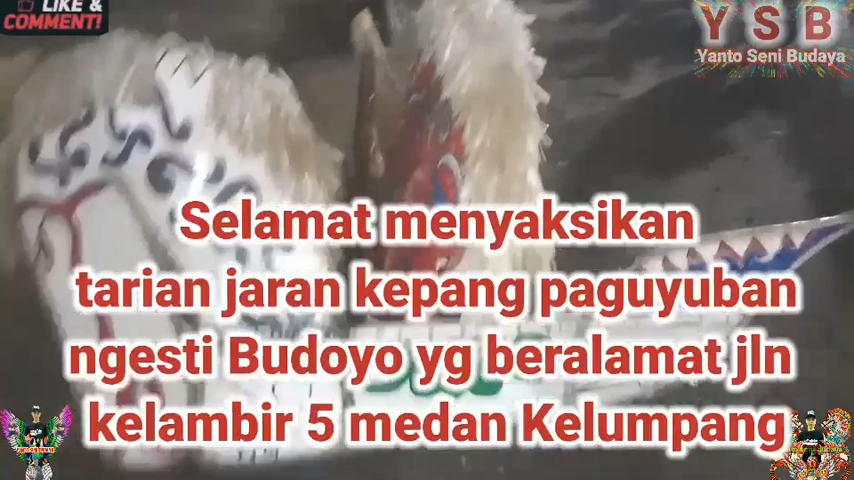 LIKE &
COMMENT!
Y S B
Yanto Seni Budaya
Selamat menyaksikan
tarian jaran kepang paguyuban
ngesti Budoyo yg beralamat jln
kelambir 5 medan Kelumpang